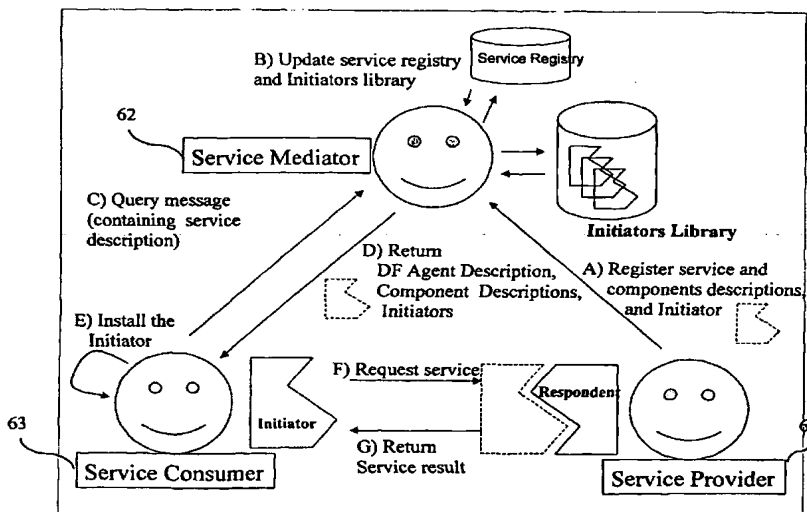 B) Update service registry
and Initiators library
Service Registry
62
Service Mediator
C) Query message
(containing service
description)
Initiators Library
D) Return
DF Agent Description,
Component Descriptions,
Initiators
A) Register service and
components descriptions,
and Initiator
E) Install the
Initiator
F) Request service
Initiator
Respondent
G) Return
Service result
63
6
Service Consumer
Service Provider